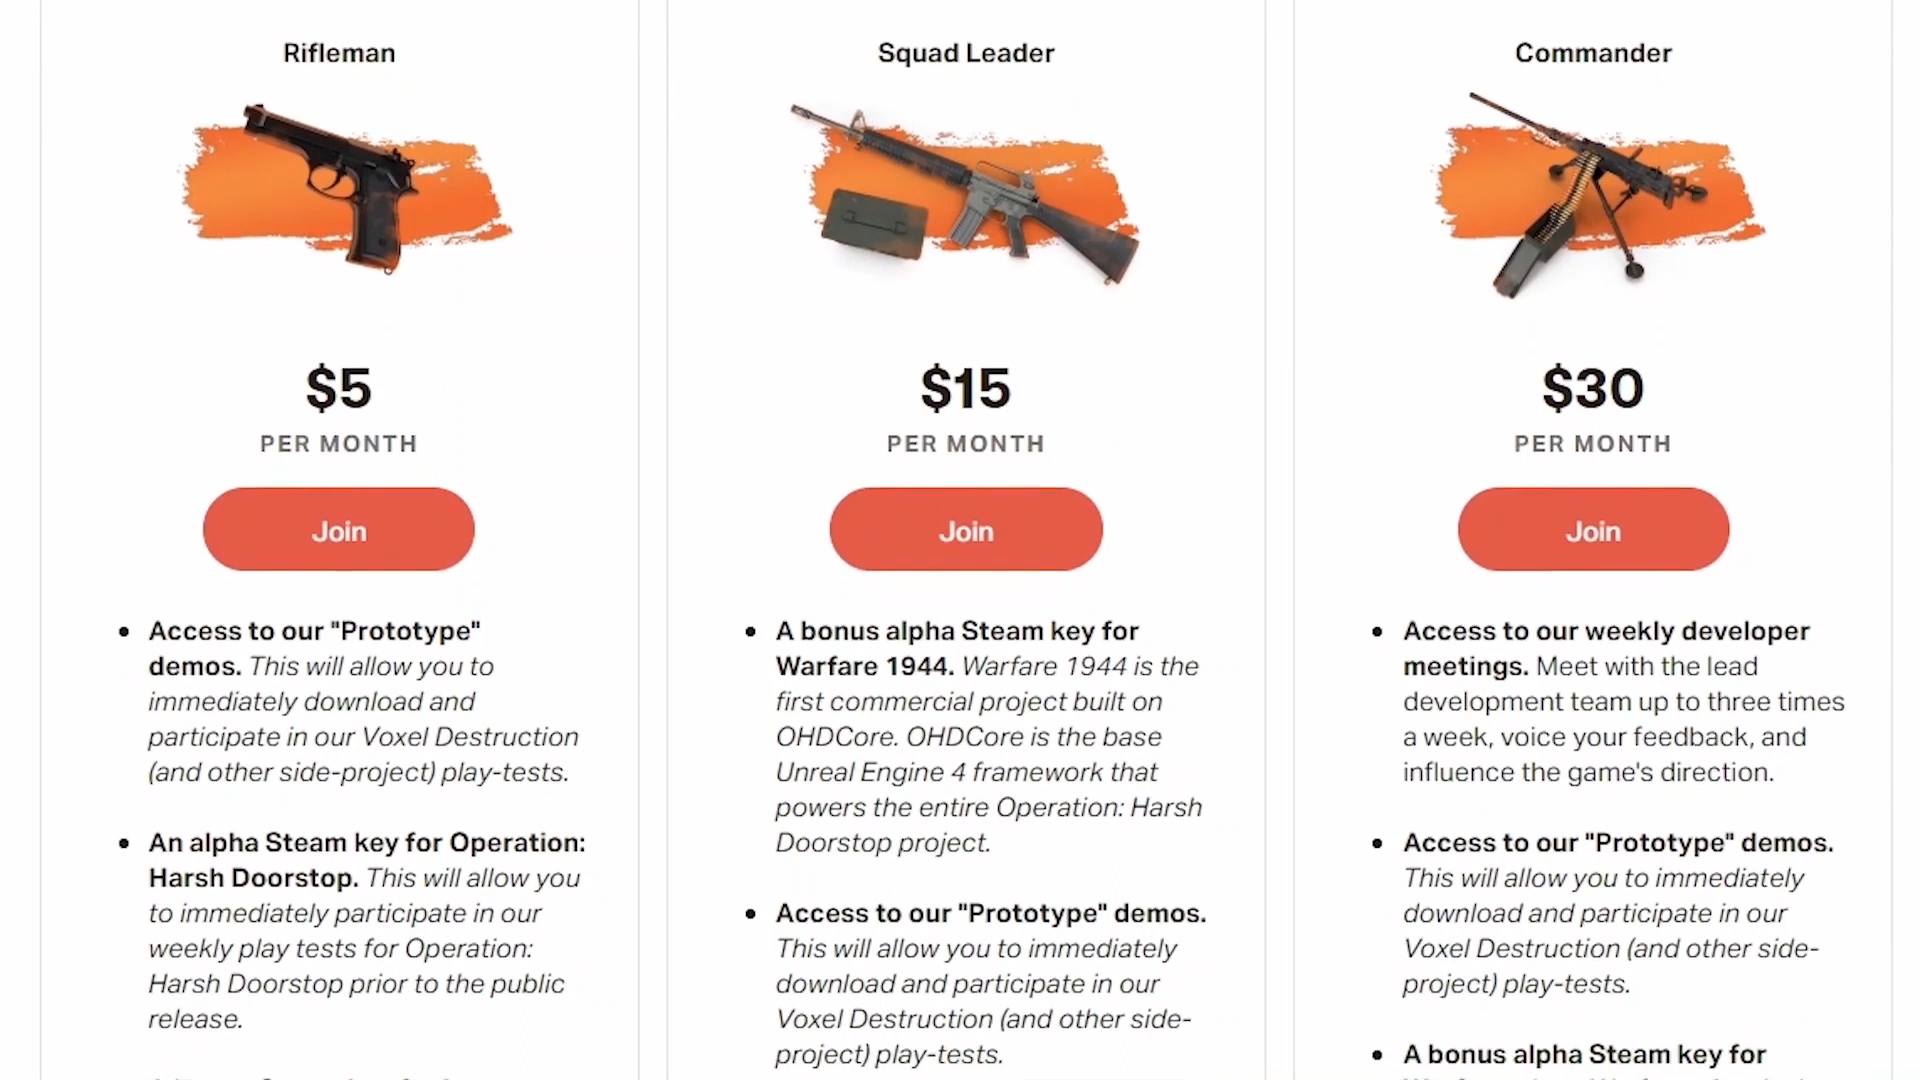 Rifleman
$5
PER MONTH
Join
Access to our "Prototype"
demos. This will allow you to
immediately download and
participate in our Voxel Destruction
(and other side-project) play-tests.
An alpha Steam key for Operation:
Harsh Doorstop. This will allow you
to immediately participate in our
weekly play tests for Operation:
Harsh Doorstop prior to the public
release.
Squad Leader
$15
PER MONTH
Join
A bonus alpha Steam key for
Warfare 1944. Warfare 1944 is the
first commercial project built on
OHDCore. OHDCore is the base
Unreal Engine 4 framework that
powers the entire Operation: Harsh
Doorstop project.
Access to our "Prototype" demos.
This will allow you to immediately
download and participate in our
Voxel Destruction (and other side-
project) play-tests.
Commander
$30
PER MONTH
Join
Access to our weekly developer
meetings. Meet with the lead
development team up to three times
a week, voice your feedback, and
influence the game's direction.
Access to our "Prototype" demos.
This will allow you to immediately
download and participate in our
Voxel Destruction (and other side-
project) play-tests.
A bonus alpha Steam key for